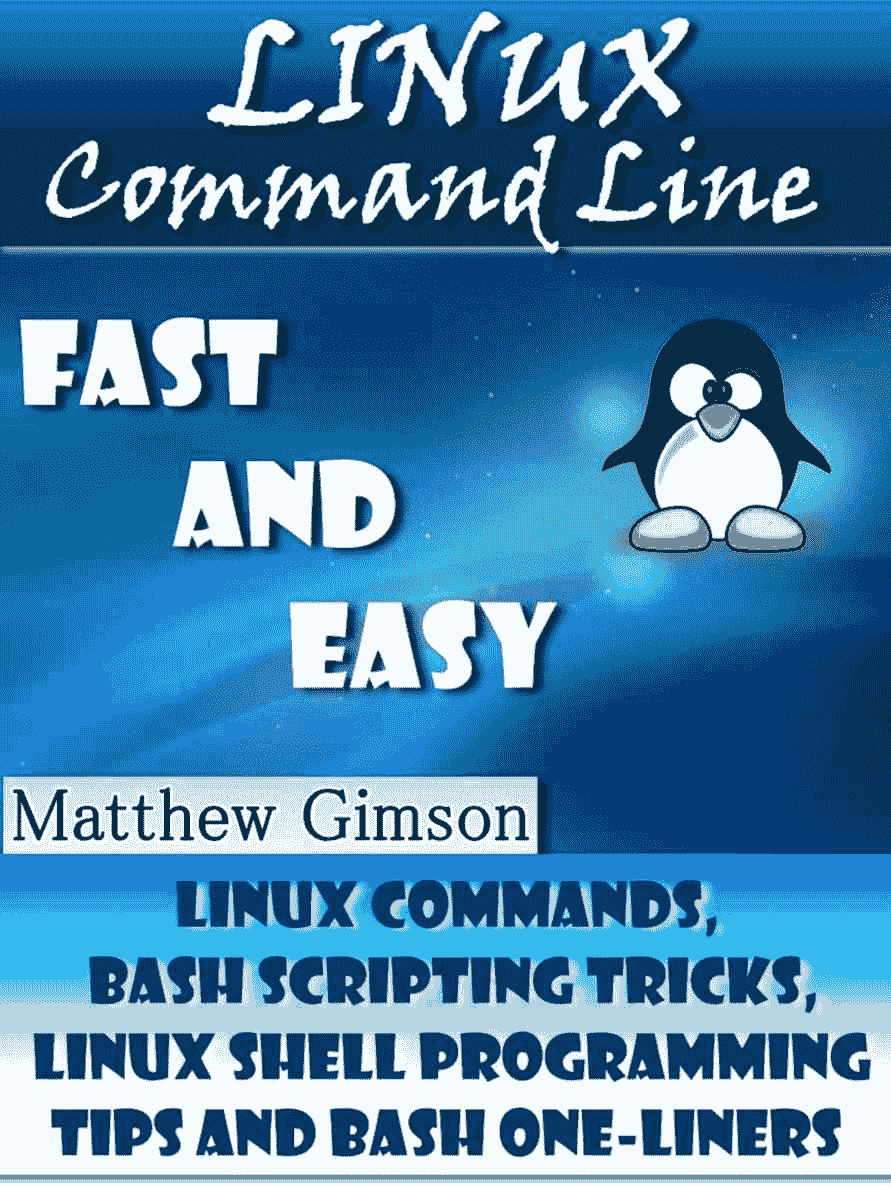 LINUX
Command Line
FAST
AND
EASY
Matthew Gimson
LINUX COMMANDS,
BASH SCRIPTING TRICKS,
LINUX SHELL PROGRAMMING
TIPS AND BASH ONE-LINERS